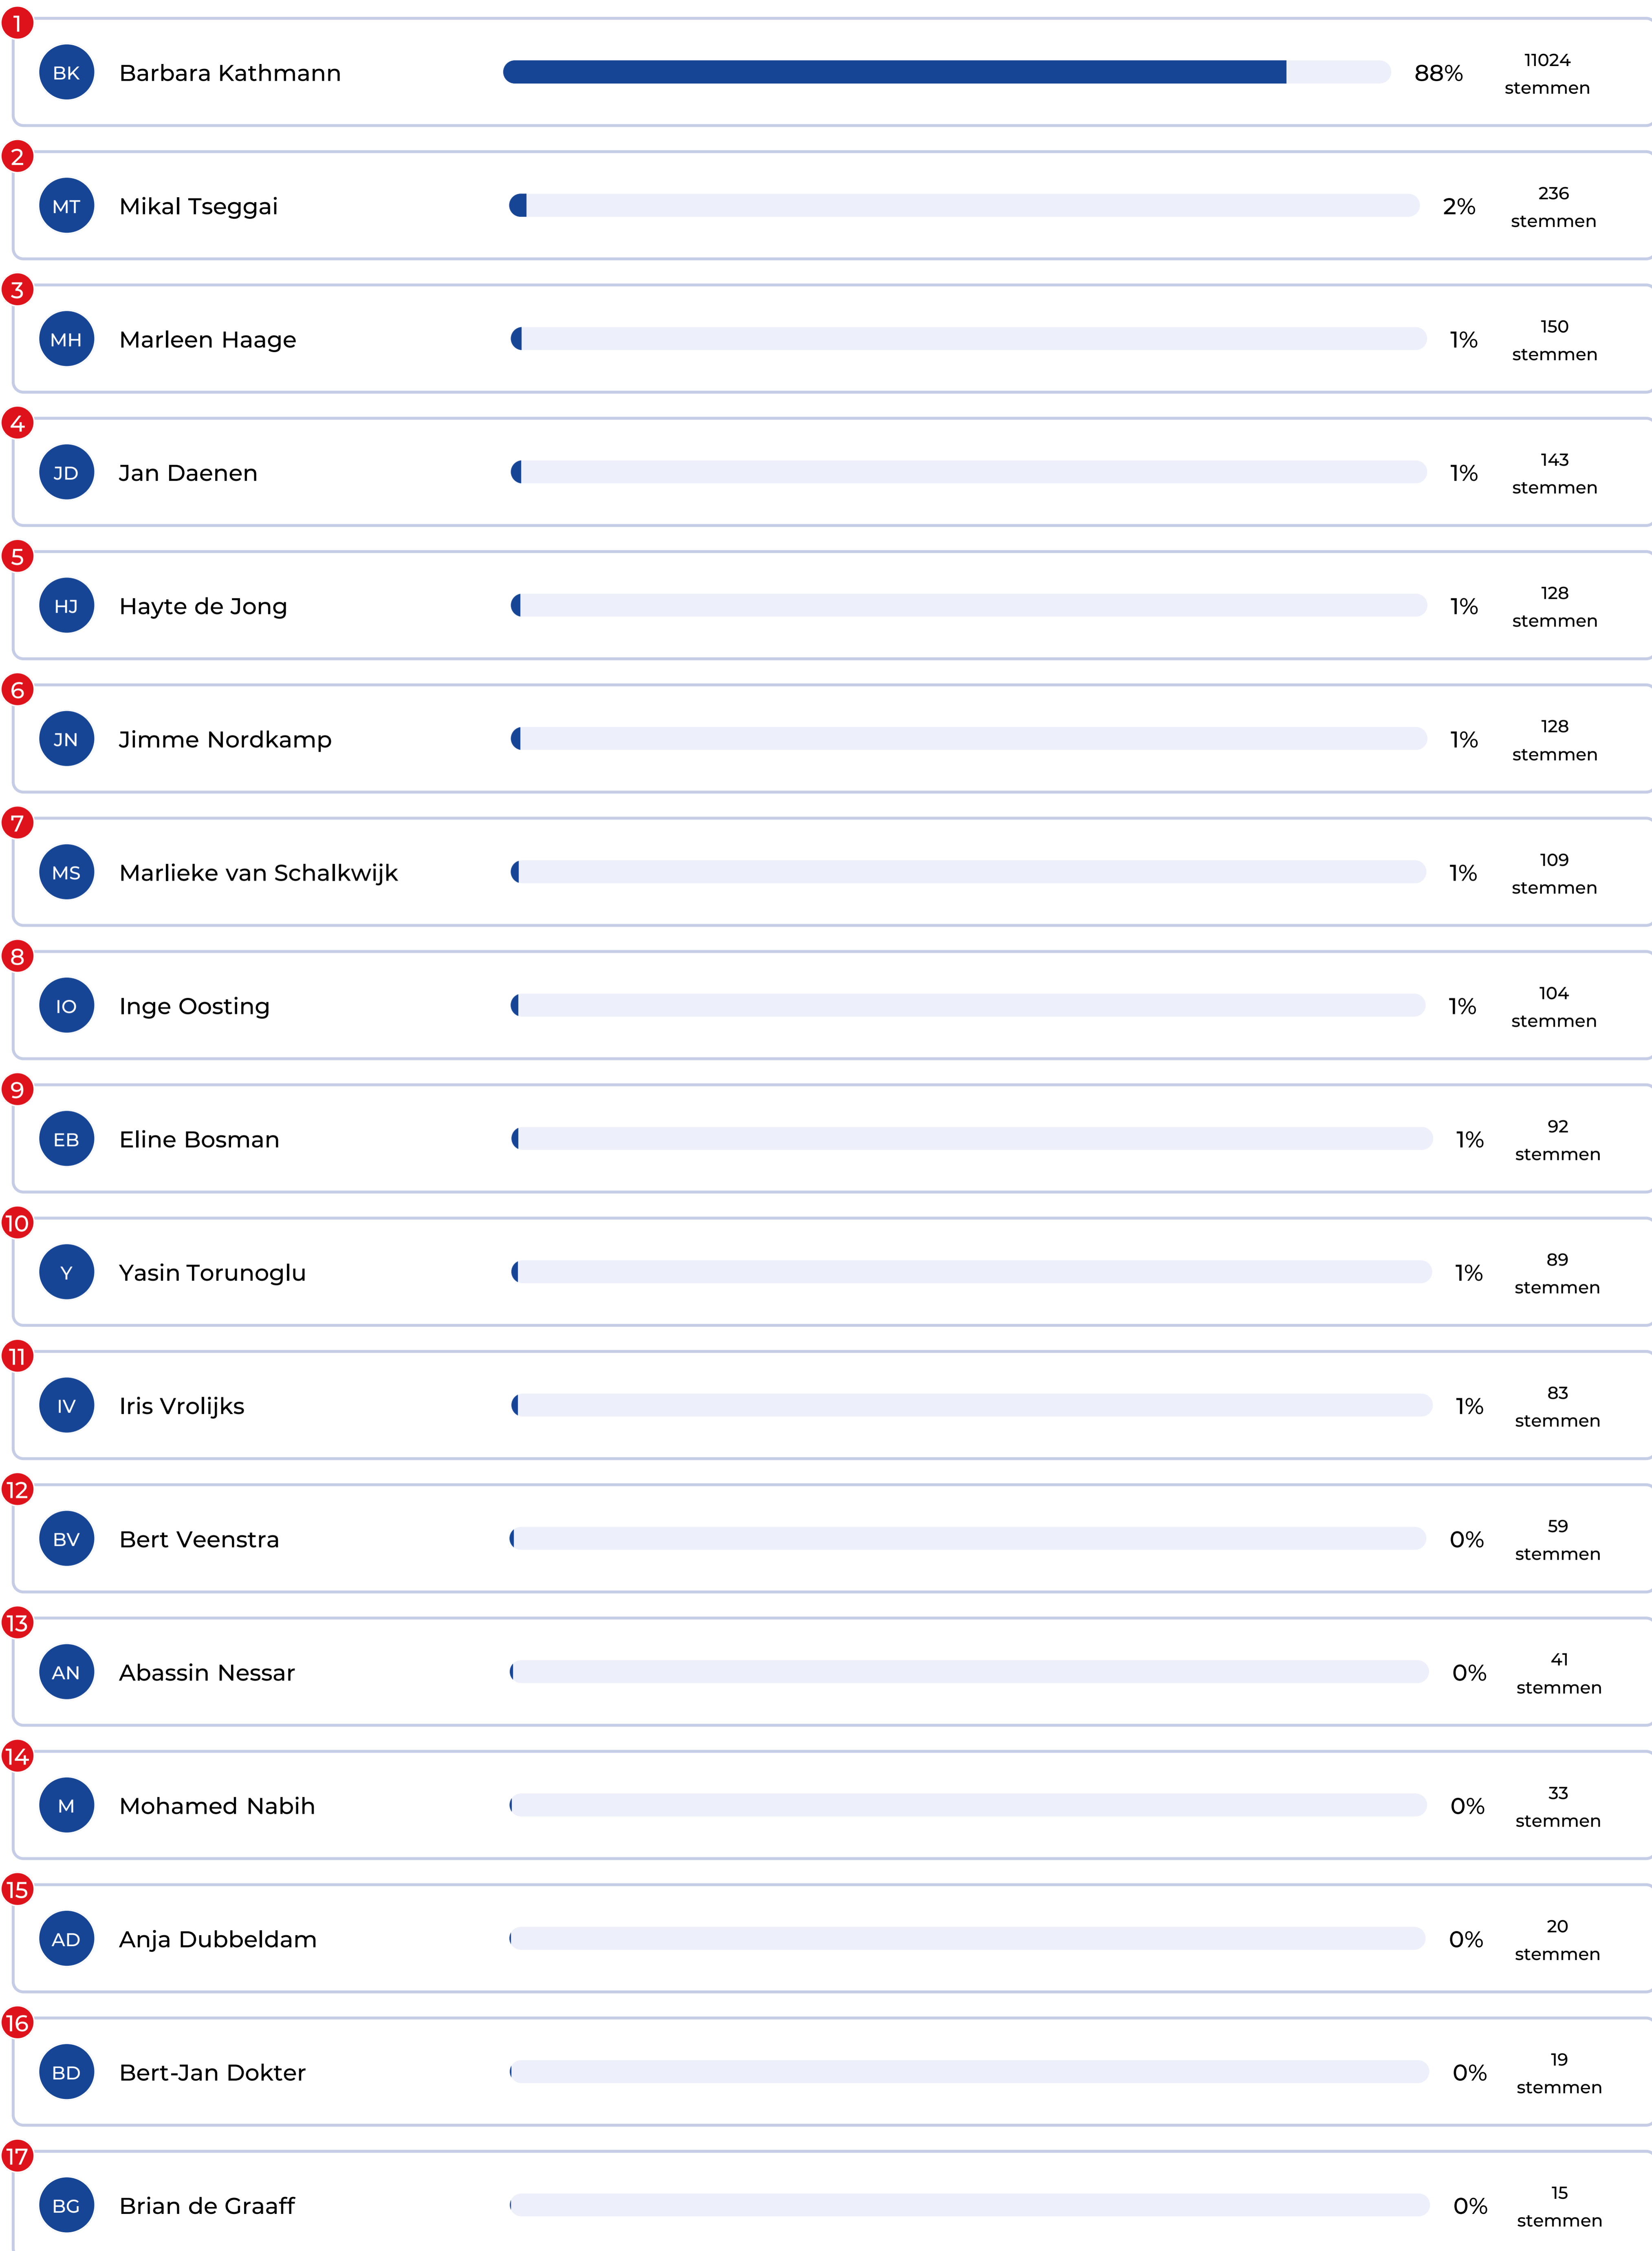 1
BK
Barbara Kathmann
88%
11024
stemmen
2
MT
Mikal Tseggai
2%
236
stemmen
3
MH
Marleen Haage
1%
150
stemmen
4
JD
Jan Daenen
1%
143
stemmen
5
HJ
Hayte de Jong
1%
128
stemmen
6
JN
Jimme Nordkamp
1%
128
stemmen
7
MS
Marlieke van Schalkwijk
1%
109
stemmen
8
IO
Inge Oosting
1%
104
stemmen
9
EB
Eline Bosman
1%
92
stemmen
10
Y
Yasin Torunoglu
1%
89
stemmen
11
IV
Iris Vrolijks
1%
83
stemmen
12
BV
Bert Veenstra
0%
59
stemmen
13
AN
Abassin Nessar
0%
41
stemmen
14
M
Mohamed Nabih
0%
33
stemmen
15
AD
Anja Dubbeldam
0%
20
stemmen
16
BD
Bert-Jan Dokter
0%
19
stemmen
17
BG
Brian de Graaff
0%
15
stemmen